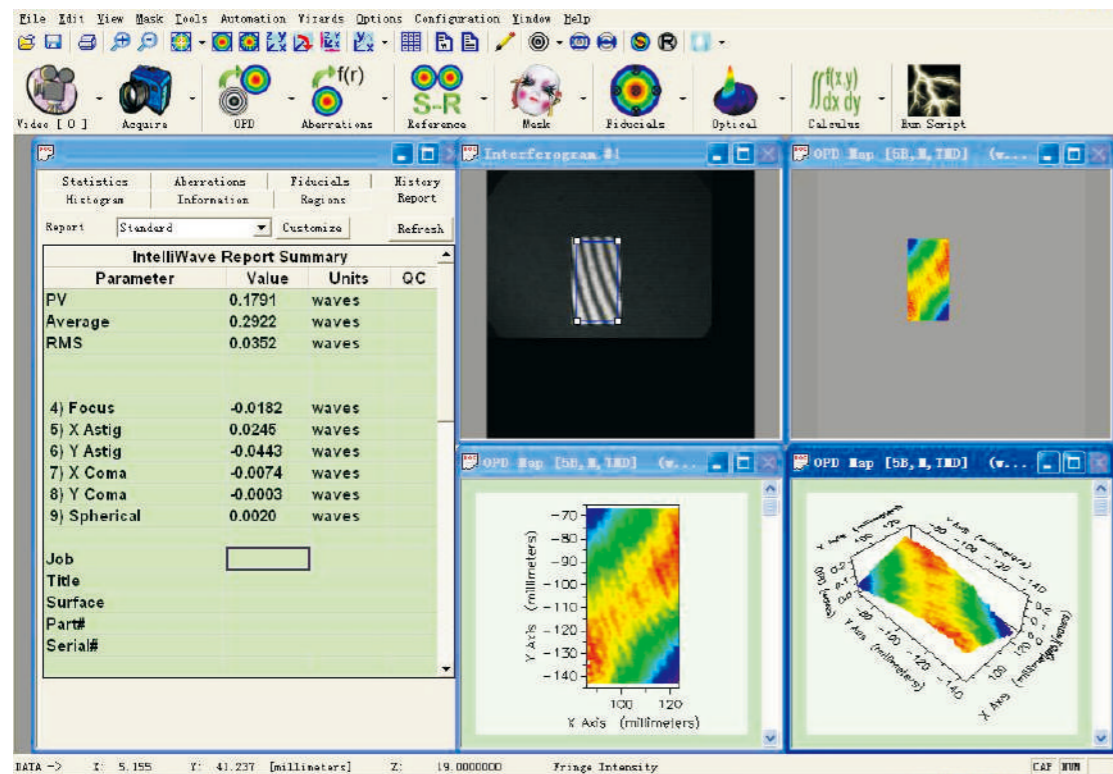 File Edit View Mask Tools Automation Vizards Options Configuration Window Help
Video [ 0 ] Acquire OPD Aberrations Reference Mask Fiducials Optical Calculus Run Script
f(r)
S-R
∬f(x,y) dx dy
Statistics Aberrations Fiducials History
Histogram Information Regions Report
Report Standard Customize Refresh
IntelliWave Report Summary
Parameter Value Units QC
PV 0.1791 waves
Average 0.2922 waves
RMS 0.0352 waves
4) Focus -0.0182 waves
5) X Astig 0.0245 waves
6) Y Astig -0.0443 waves
7) X Coma -0.0074 waves
8) Y Coma -0.0003 waves
9) Spherical 0.0020 waves
Job
Title
Surface
Part#
Serial#
Interferogram #1
OPD Map [5B, M, TMD] (w...
OPD Map [5B, M, TMD] (w...
-70
-80
-90
-100
-110
-120
-130
-140
Y Axis (millimeters)
100 120
X Axis (millimeters)
OPD Map [5B, M, TMD] (w...
Y Axis (millimeters)
-80 -100 -120 -140
X Axis (millimeters)
100 120
DATA -> X: 5.155 Y: 41.237 [millimeters] Z: 19.0000000 Fringe Intensity CAP NUM